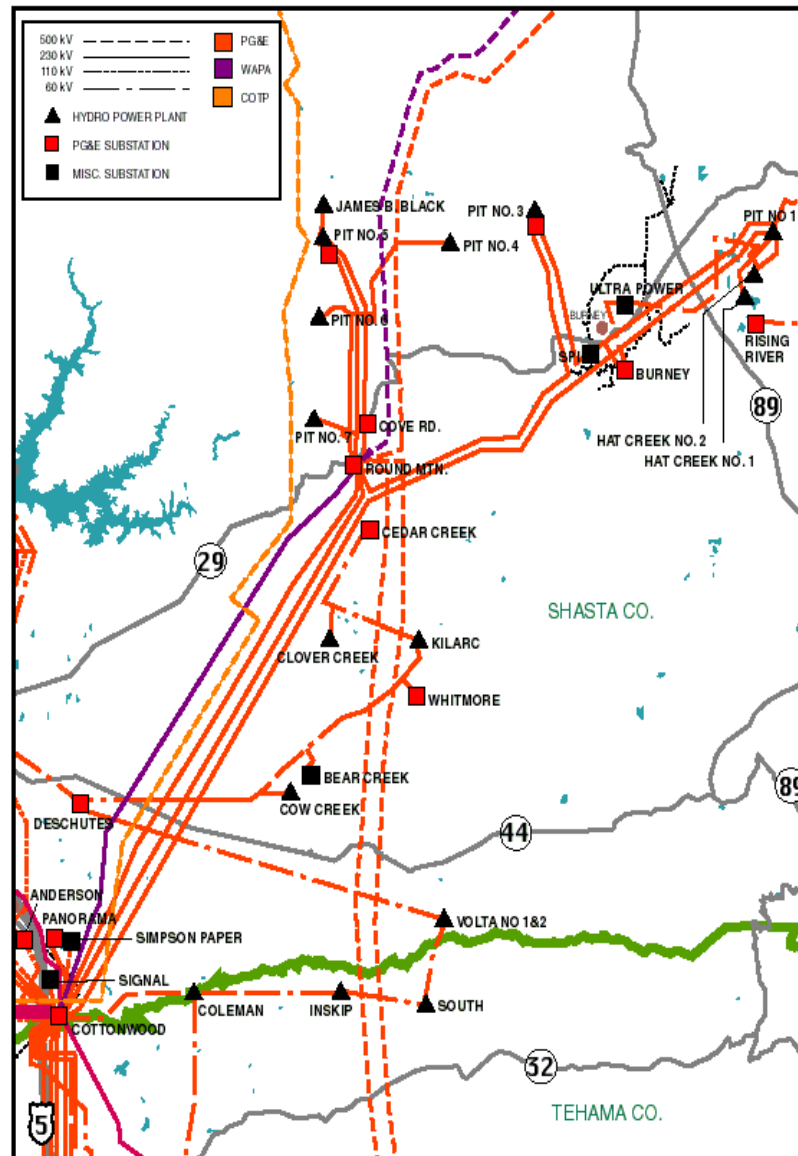 500 kV
230 kV
110 kV
60 kV
PG&E
WAPA
COTP
HYDRO POWER PLANT
PG&E SUBSTATION
MISC. SUBSTATION
JAMES B. BLACK
PIT NO. 5
PIT NO. 4
PIT NO. 3
PIT NO 1
ULTRA POWER
BURNEY
PIT NO. 6
SPI
BURNEY
RISING
RIVER
89
HAT CREEK NO. 2
HAT CREEK NO. 1
PIT NO. 7
COVE RD.
ROUND MTN.
CEDAR CREEK
29
SHASTA CO.
CLOVER CREEK
KILARC
WHITMORE
BEAR CREEK
COW CREEK
DESCHUTES
89
44
ANDERSON
PANORAMA
SIMPSON PAPER
VOLTA NO 1&2
SIGNAL
COTTONWOOD
COLEMAN
INSKIP
SOUTH
32
5
TEHAMA CO.